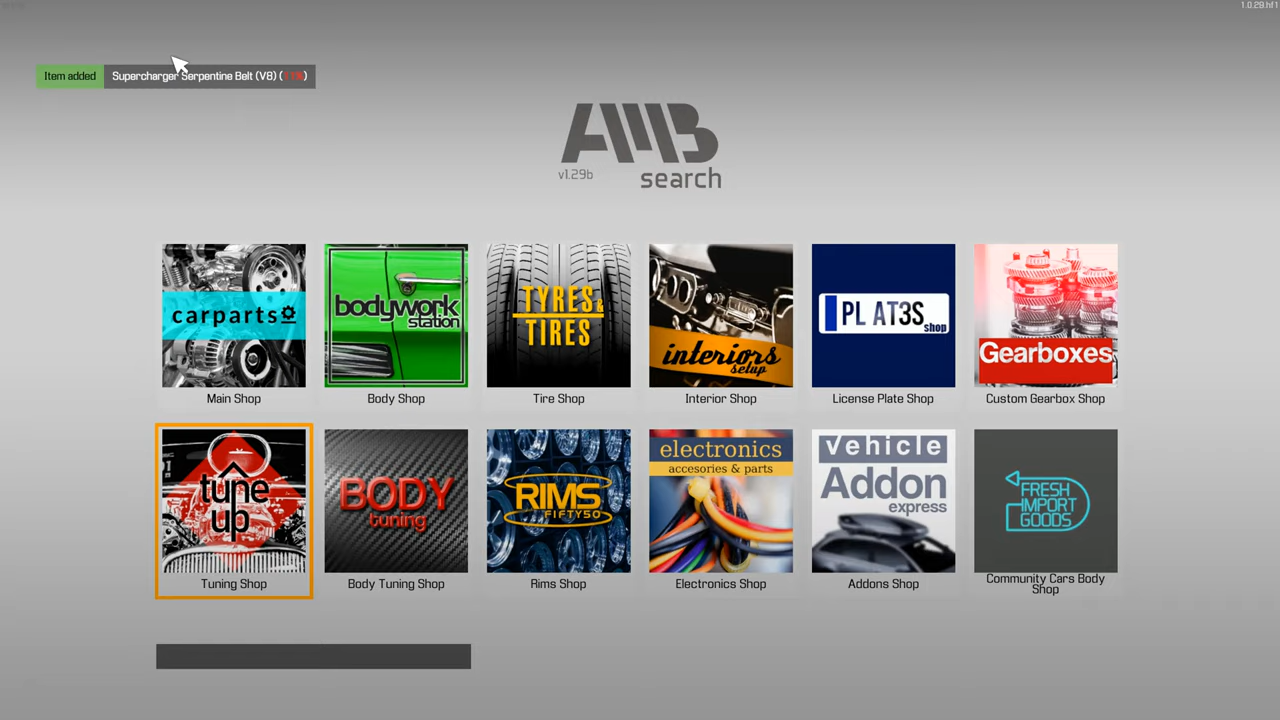 1.0.29.hf1
Item added Supercharger Serpentine Belt (V8) (
AMB
v1.29b search
carparts
bodywork
station
TYRES&
TIRES
interiors
setup
PL AT3S
shop
Gearboxes
Main Shop
Body Shop
Tire Shop
Interior Shop
License Plate Shop
Custom Gearbox Shop
tune
up
BODY
tuning
RIMS
FIFTY50
electronics
accesories & parts
vehicle
Addon
express
FRESH
IMPORT
GOODS
Tuning Shop
Body Tuning Shop
Rims Shop
Electronics Shop
Addons Shop
Community Cars Body
Shop